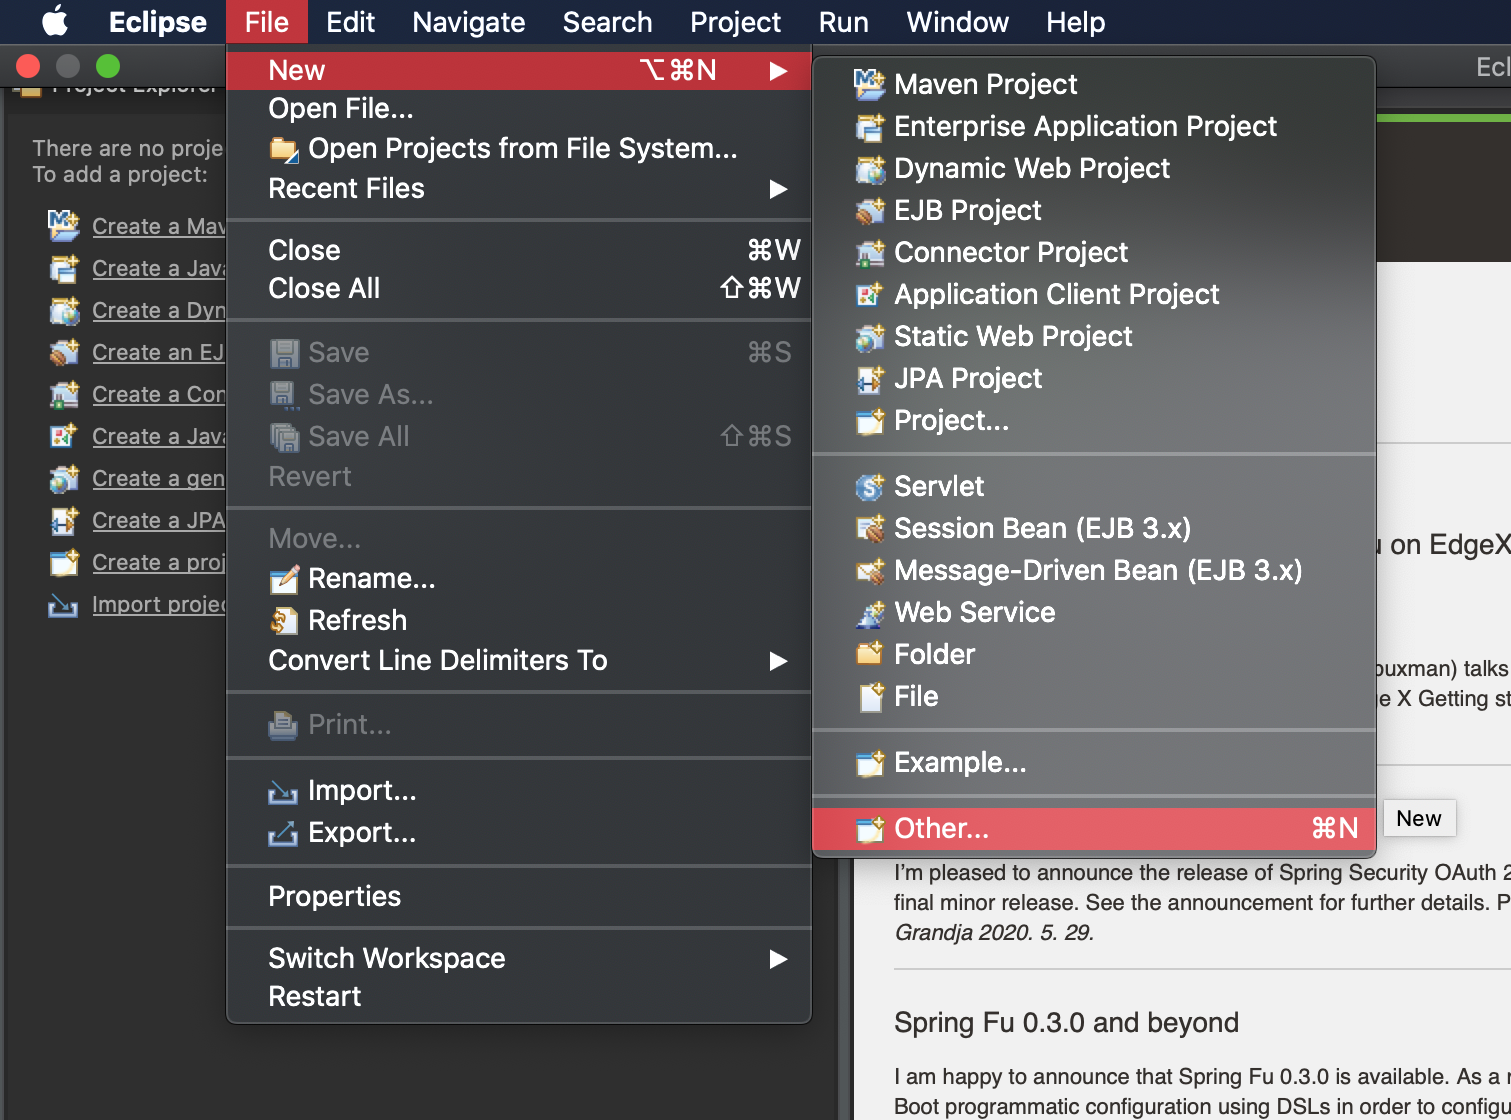 Eclipse File Edit Navigate Search Project Run Window Help
Project Explorer
There are no proje
To add a project:
Create a Mav
Create a Java
Create a Dyn
Create an EJ
Create a Con
Create a Java
Create a gen
Create a JPA
Create a proj
Import projec
New ⌥⌘N ▶
Open File...
Open Projects from File System...
Recent Files ▶
Close ⌘W
Close All ⇧⌘W
Save ⌘S
Save As...
Save All ⇧⌘S
Revert
Move...
Rename...
Refresh
Convert Line Delimiters To ▶
Print...
Import...
Export...
Properties
Switch Workspace ▶
Restart
Maven Project
Enterprise Application Project
Dynamic Web Project
EJB Project
Connector Project
Application Client Project
Static Web Project
JPA Project
Project...
Servlet
Session Bean (EJB 3.x)
Message-Driven Bean (EJB 3.x)
Web Service
Folder
File
Example...
Other... ⌘N
New
Ecl
u on EdgeX
ouxman) talks
ge X Getting st
I'm pleased to announce the release of Spring Security OAuth 2
final minor release. See the announcement for further details. P
Grandja 2020. 5. 29.
Spring Fu 0.3.0 and beyond
I am happy to announce that Spring Fu 0.3.0 is available. As a r
Boot programmatic configuration using DSLs in order to configu